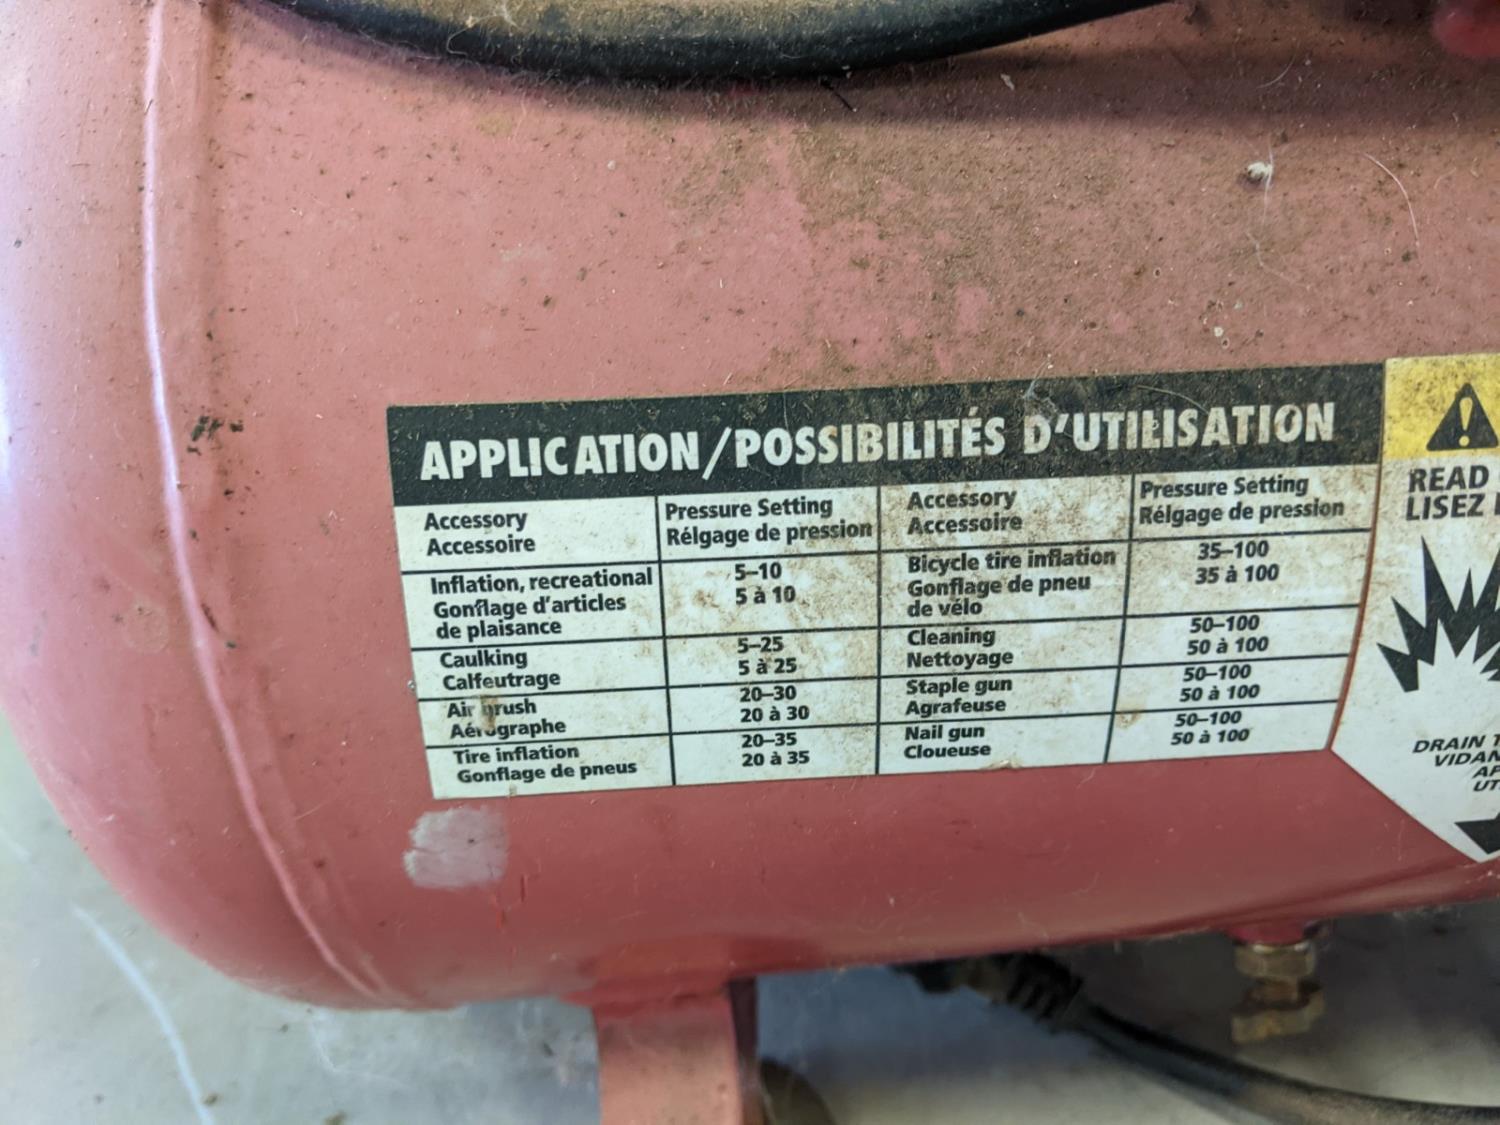 APPLICATION/POSSIBILITÉS D'UTILISATION
Accessory
Accessoire
Pressure Setting
Rélgage de pression
Accessory
Accessoire
Pressure Setting
Rélgage de pression
Inflation, recreational
Gonflage d'articles
de plaisance
5–10
5 à 10
Bicycle tire inflation
Gonflage de pneu
de vélo
35–100
35 à 100
Caulking
Calfeutrage
5–25
5 à 25
Cleaning
Nettoyage
50–100
50 à 100
Air brush
Aérographe
20–30
20 à 30
Staple gun
Agrafeuse
50–100
50 à 100
Tire inflation
Gonflage de pneus
20–35
20 à 35
Nail gun
Cloueuse
50–100
50 à 100
READ
LISEZ
DRAIN